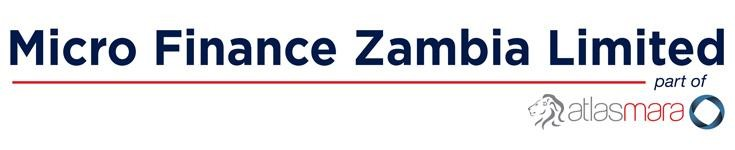 Micro Finance Zambia Limited
part of
atlasmara